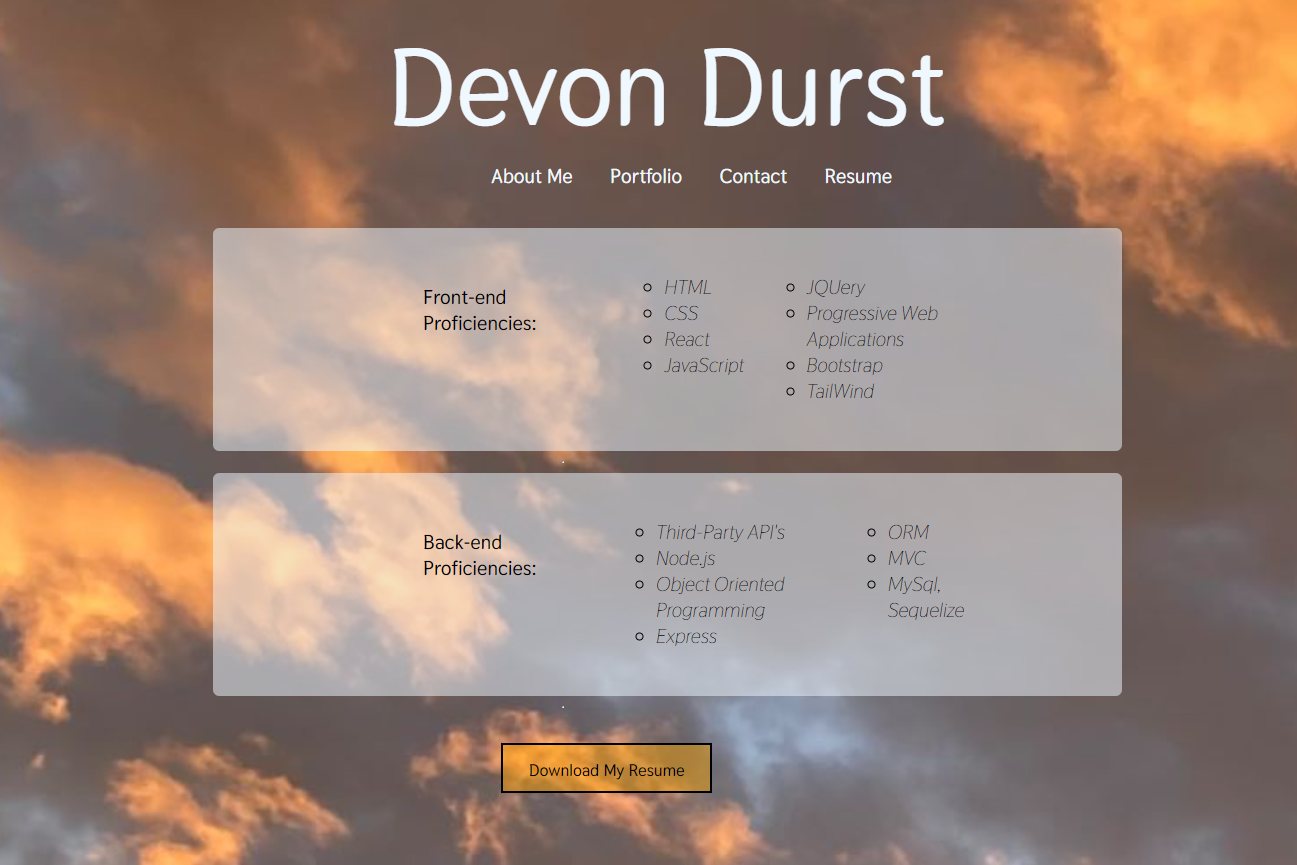 Devon Durst
About Me Portfolio Contact Resume
Front-end
Proficiencies:
HTML
CSS
React
JavaScript
JQUery
Progressive Web
Applications
Bootstrap
TailWind
Back-end
Proficiencies:
Third-Party API's
Node.js
Object Oriented
Programming
Express
ORM
MVC
MySql,
Sequelize
Download My Resume